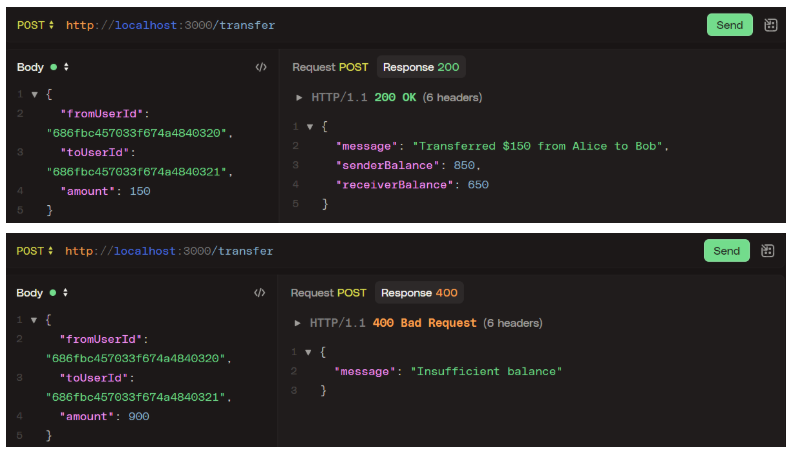 POST http://localhost:3000/transfer Send
Body
Request POST Response 200
1 {
2 "fromUserId":
"686fbc457033f674a4840320",
3 "toUserId":
"686fbc457033f674a4840321",
4 "amount": 150
5 }
HTTP/1.1 200 OK (6 headers)
1 {
2 "message": "Transferred $150 from Alice to Bob",
3 "senderBalance": 850,
4 "receiverBalance": 650
5 }
POST http://localhost:3000/transfer Send
Body
Request POST Response 400
1 {
2 "fromUserId":
"686fbc457033f674a4840320",
3 "toUserId":
"686fbc457033f674a4840321",
4 "amount": 900
5 }
HTTP/1.1 400 Bad Request (6 headers)
1 {
2 "message": "Insufficient balance"
3 }